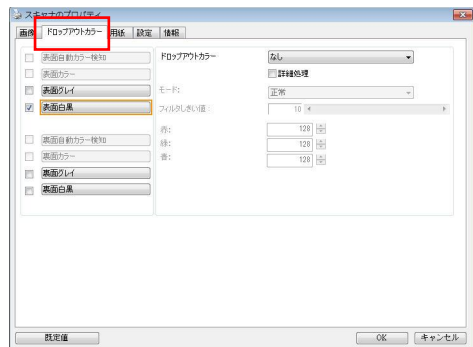 スキャナのプロパティ
画像 ドロップアウトカラー 用紙 設定 情報
表面自動カラー検知
表面カラー
表面グレイ
表面白黒
裏面自動カラー検知
裏面カラー
裏面グレイ
裏面白黒
ドロップアウトカラー なし
詳細処理
モード: 正常
フィルタしきい値: 10
赤: 128
緑: 128
青: 128
既定値 OK キャンセル